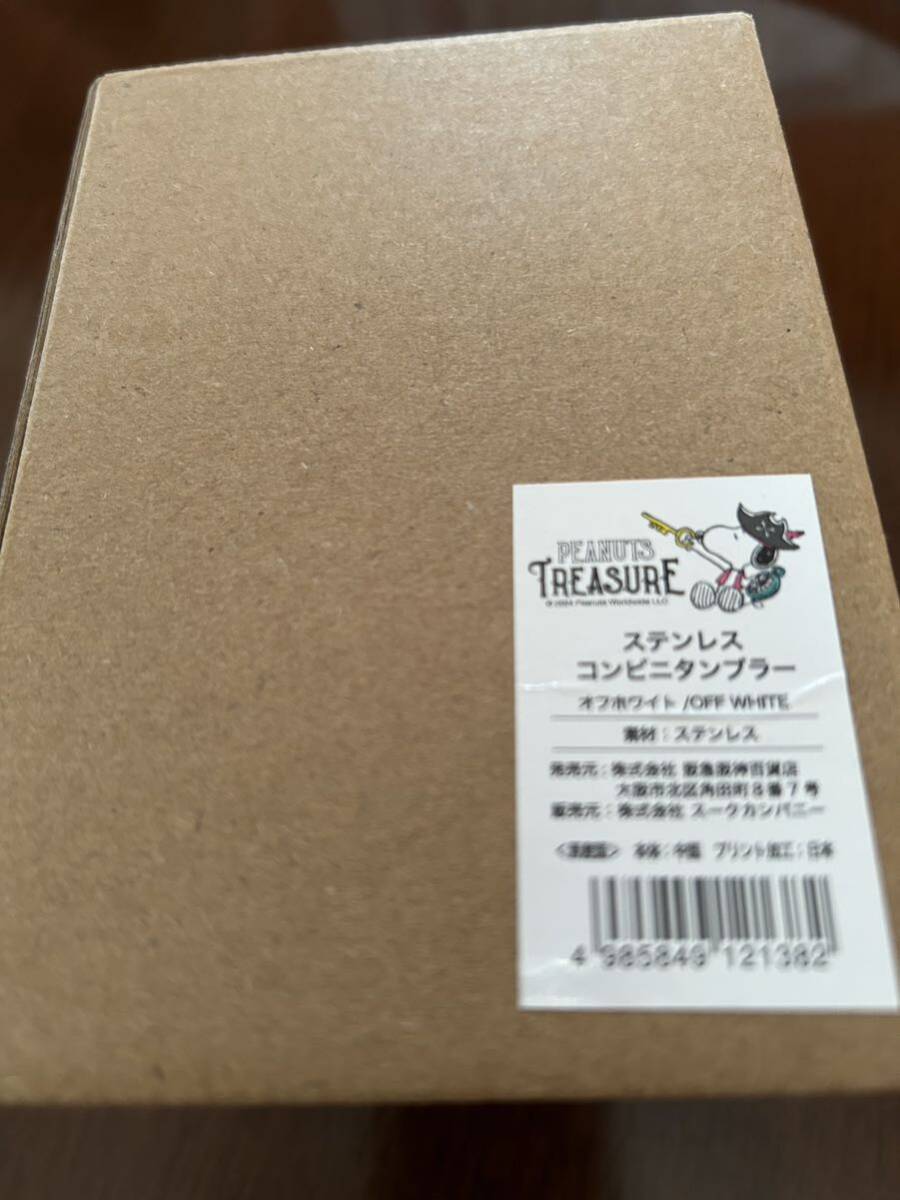 PEANUTS
TREASURE
© 2024 Peanuts Worldwide LLC
ステンレス
コンビニタンブラー
オフホワイト /OFF WHITE
素材：ステンレス
発売元：株式会社 阪急阪神百貨店
大阪市北区角田町8番7号
販売元：株式会社 スークカンパニー
＜原産国＞ 本体：中国 プリント加工：日本
4 985849 121382